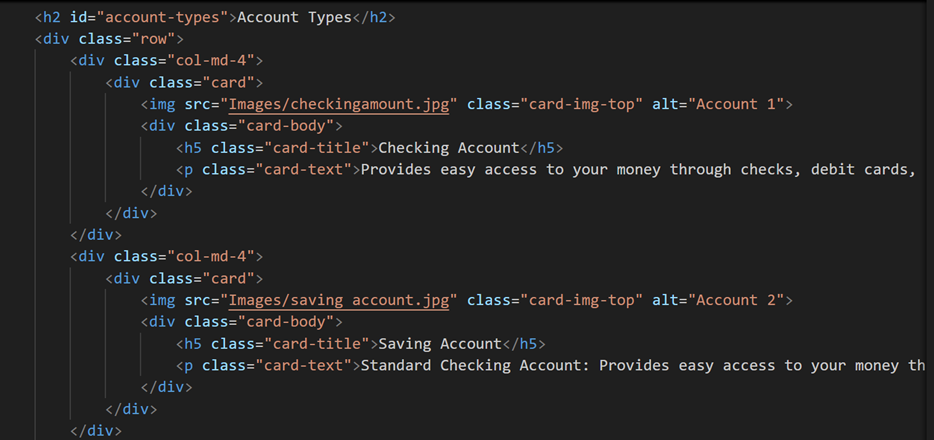 <h2 id="account-types">Account Types</h2>
<div class="row">
<div class="col-md-4">
<div class="card">
<img src="Images/checkingamount.jpg" class="card-img-top" alt="Account 1">
<div class="card-body">
<h5 class="card-title">Checking Account</h5>
<p class="card-text">Provides easy access to your money through checks, debit cards,
</div>
</div>
</div>
<div class="col-md-4">
<div class="card">
<img src="Images/saving account.jpg" class="card-img-top" alt="Account 2">
<div class="card-body">
<h5 class="card-title">Saving Account</h5>
<p class="card-text">Standard Checking Account: Provides easy access to your money th
</div>
</div>
</div>